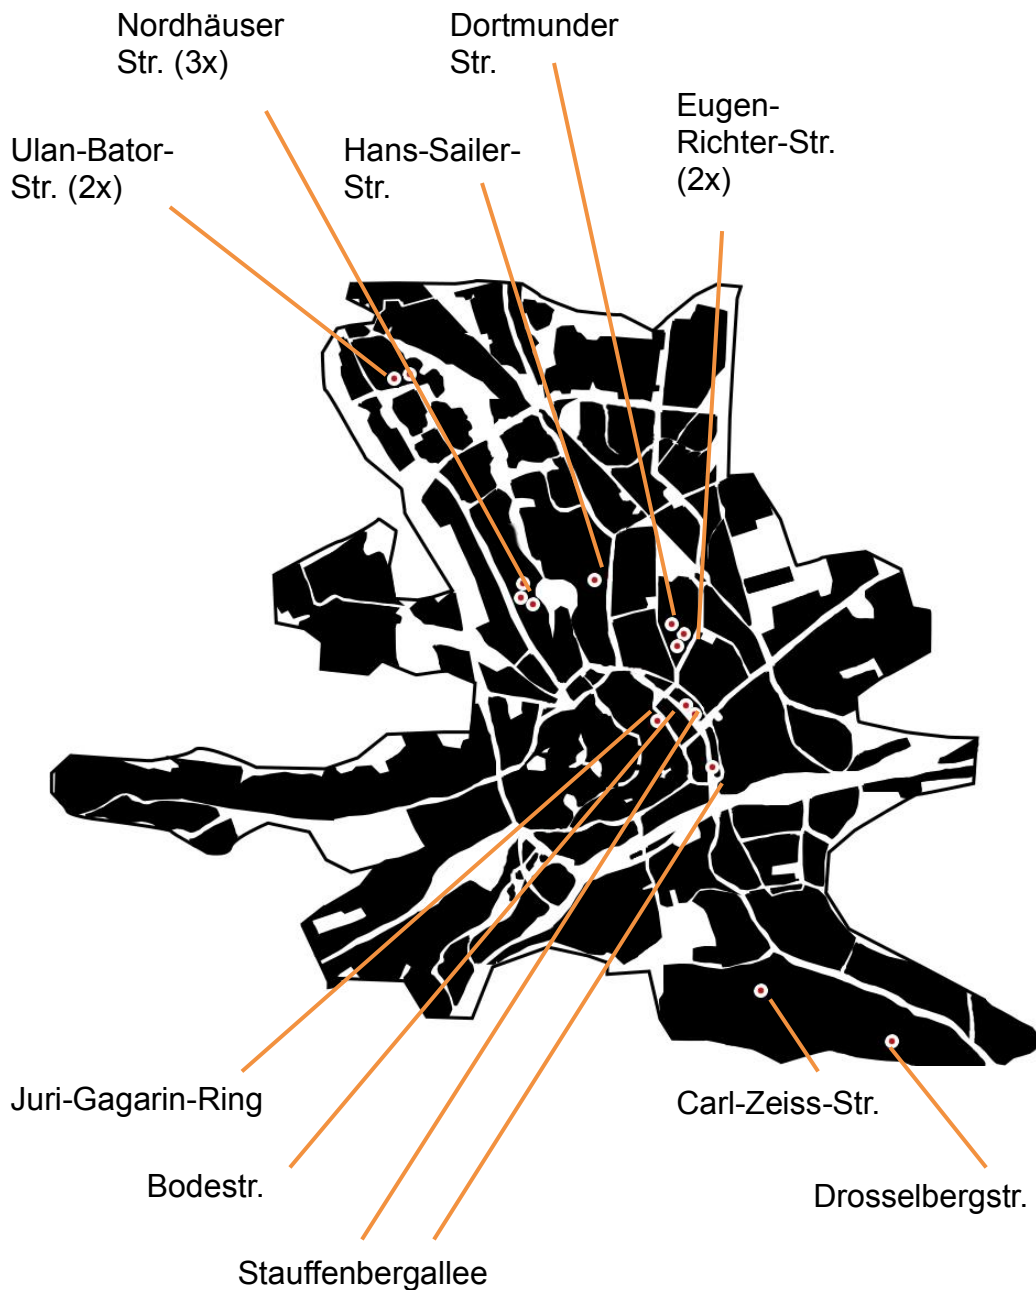 Nordhäuser
Str. (3x)
Dortmunder
Str.
Eugen-
Richter-Str.
(2x)
Ulan-Bator-
Str. (2x)
Hans-Sailer-
Str.
Juri-Gagarin-Ring
Carl-Zeiss-Str.
Bodestr.
Drosselbergstr.
Stauffenbergallee